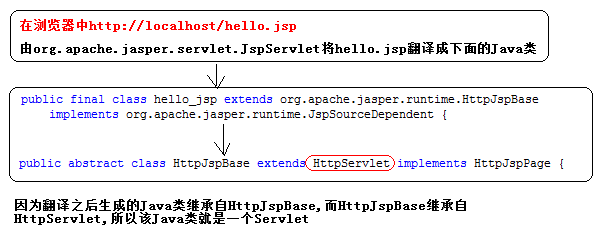 在浏览器中http://localhost/hello.jsp
由org.apache.jasper.servlet.JspServlet将hello.jsp翻译成下面的Java类
public final class hello_jsp extends org.apache.jasper.runtime.HttpJspBase
implements org.apache.jasper.runtime.JspSourceDependent {
public abstract class HttpJspBase extends HttpServlet implements HttpJspPage {
因为翻译之后生成的Java类继承自HttpJspBase,而HttpJspBase继承自
HttpServlet,所以该Java类就是一个Servlet